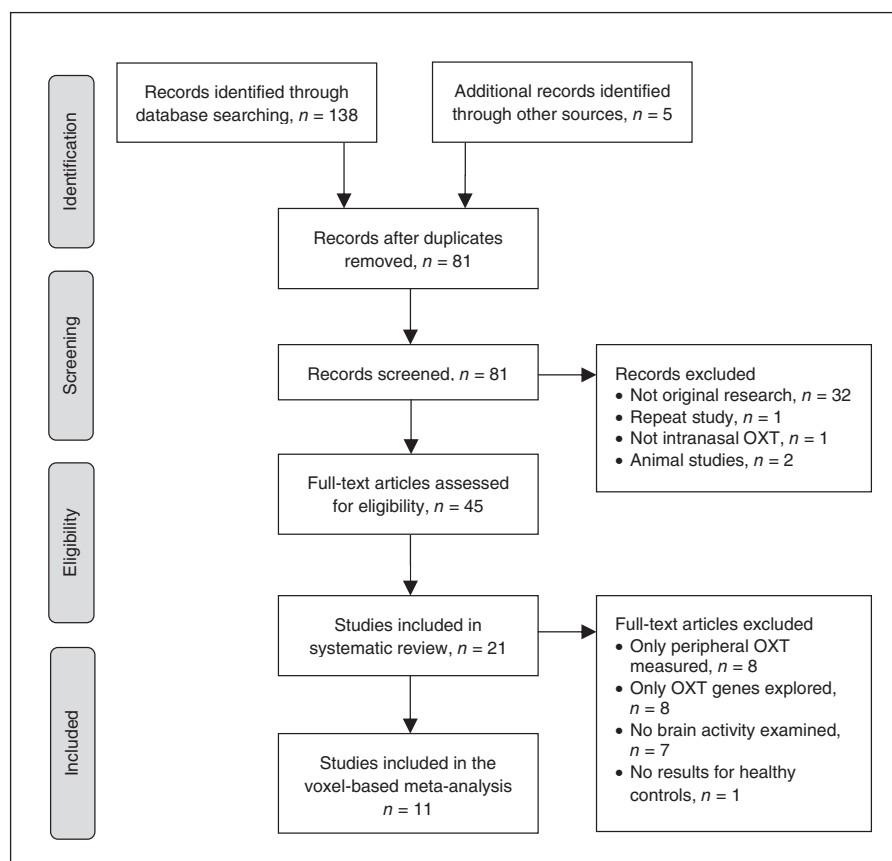 Identification
Records identified through
database searching, n = 138
Additional records identified
through other sources, n = 5
Records after duplicates
removed, n = 81
Screening
Records screened, n = 81
Records excluded
• Not original research, n = 32
• Repeat study, n = 1
• Not intranasal OXT, n = 1
• Animal studies, n = 2
Eligibility
Full-text articles assessed
for eligibility, n = 45
Included
Studies included in
systematic review, n = 21
Full-text articles excluded
• Only peripheral OXT
measured, n = 8
• Only OXT genes explored,
n = 8
• No brain activity examined,
n = 7
• No results for healthy
controls, n = 1
Studies included in the
voxel-based meta-analysis
n = 11